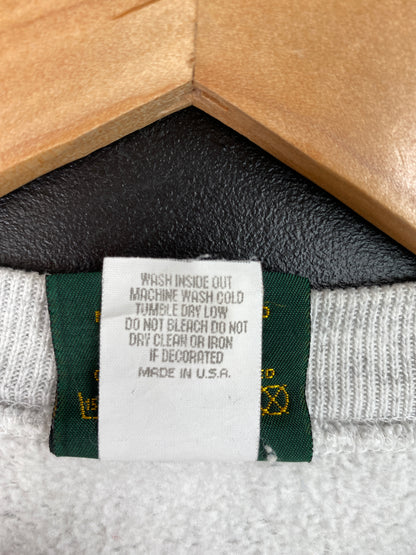 WASH INSIDE OUT
MACHINE WASH COLD
TUMBLE DRY LOW
DO NOT BLEACH DO NOT
DRY CLEAN OR IRON
IF DECORATED
MADE IN U.S.A.